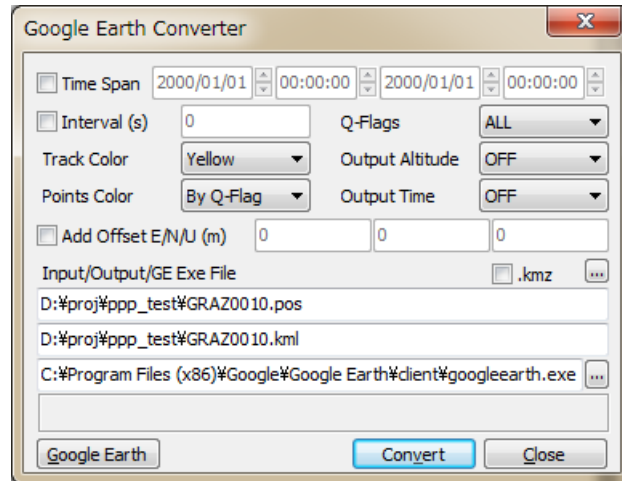 Google Earth Converter
Time Span 2000/01/01 00:00:00 2000/01/01 00:00:00
Interval (s) 0 Q-Flags ALL
Track Color Yellow Output Altitude OFF
Points Color By Q-Flag Output Time OFF
Add Offset E/N/U (m) 0 0 0
Input/Output/GE Exe File .kmz ...
D:¥proj¥ppp_test¥GRAZ0010.pos
D:¥proj¥ppp_test¥GRAZ0010.kml
C:¥Program Files (x86)¥Google¥Google Earth¥client¥googleearth.exe ...
Google Earth Convert Close